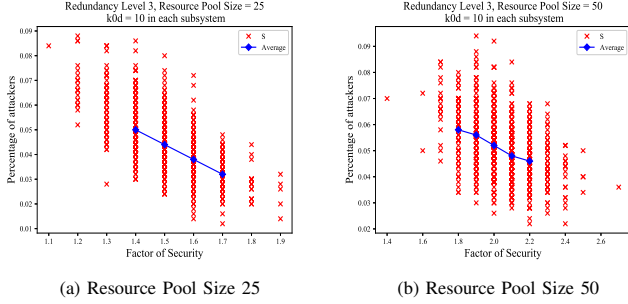 Redundancy Level 3, Resource Pool Size = 25
k0d = 10 in each subsystem
S
Average
Percentage of attackers
0.09
0.08
0.07
0.06
0.05
0.04
0.03
0.02
0.01
1.1 1.2 1.3 1.4 1.5 1.6 1.7 1.8 1.9
Factor of Security
(a) Resource Pool Size 25
Redundancy Level 3, Resource Pool Size = 50
k0d = 10 in each subsystem
S
Average
Percentage of attackers
0.09
0.08
0.07
0.06
0.05
0.04
0.03
0.02
1.4 1.6 1.8 2.0 2.2 2.4 2.6
Factor of Security
(b) Resource Pool Size 50